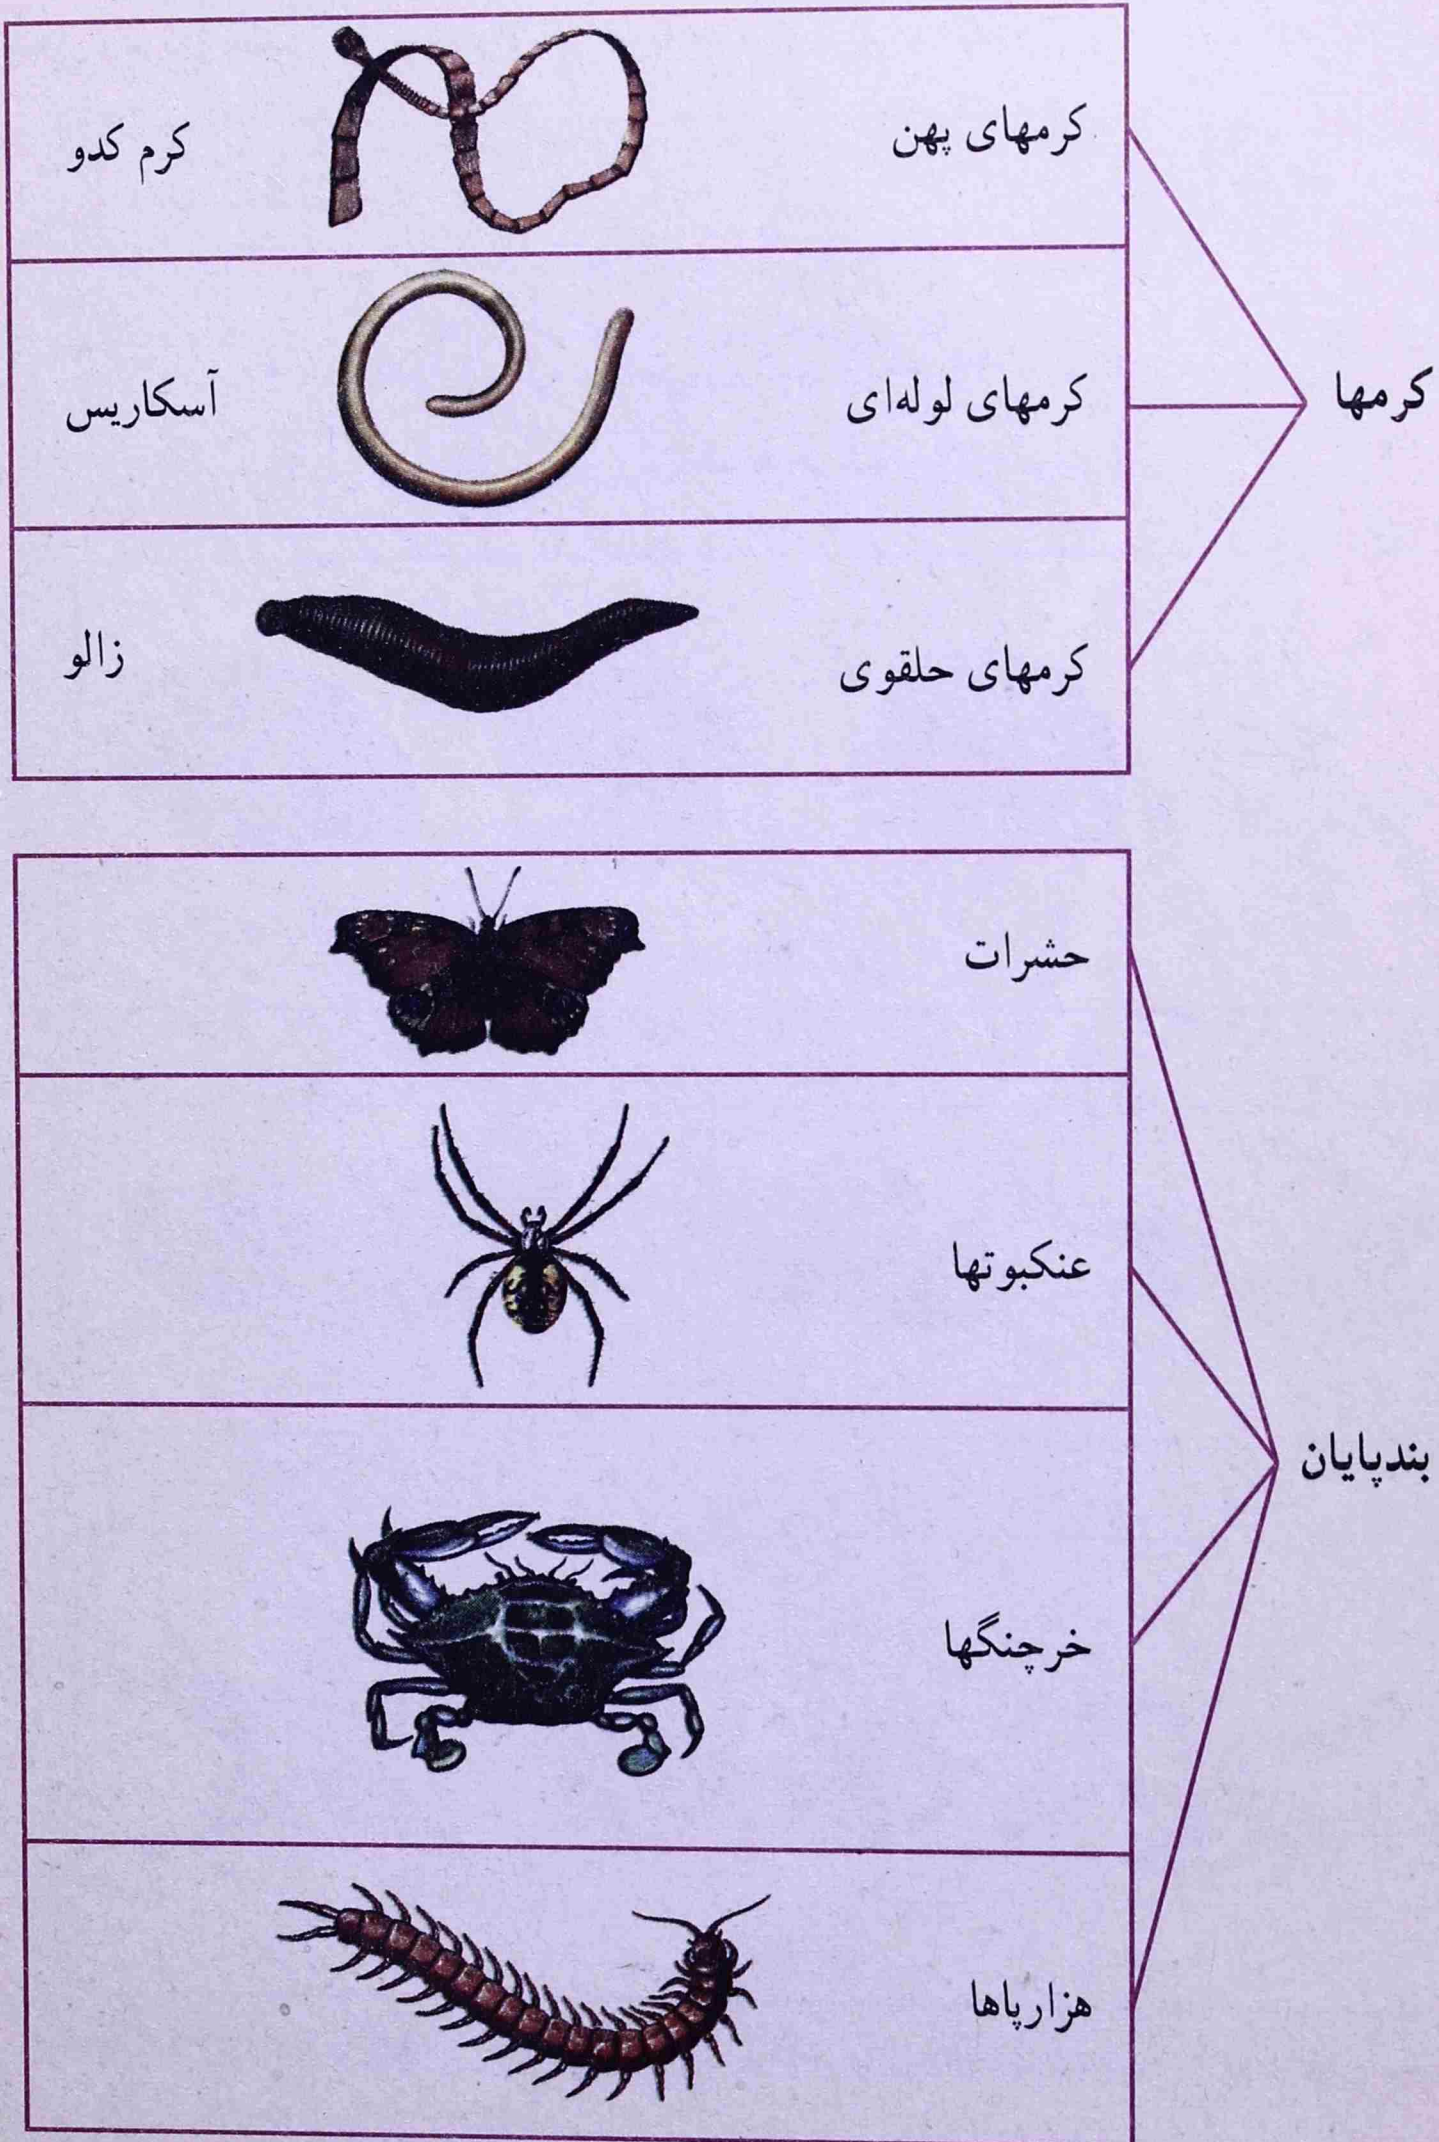 کرمها
کرمهای پهن
کرم کدو
کرمهای لوله‌ای
آسکاریس
کرمهای حلقوی
زالو
بندپایان
حشرات
عنکبوتها
خرچنگها
هزارپاها